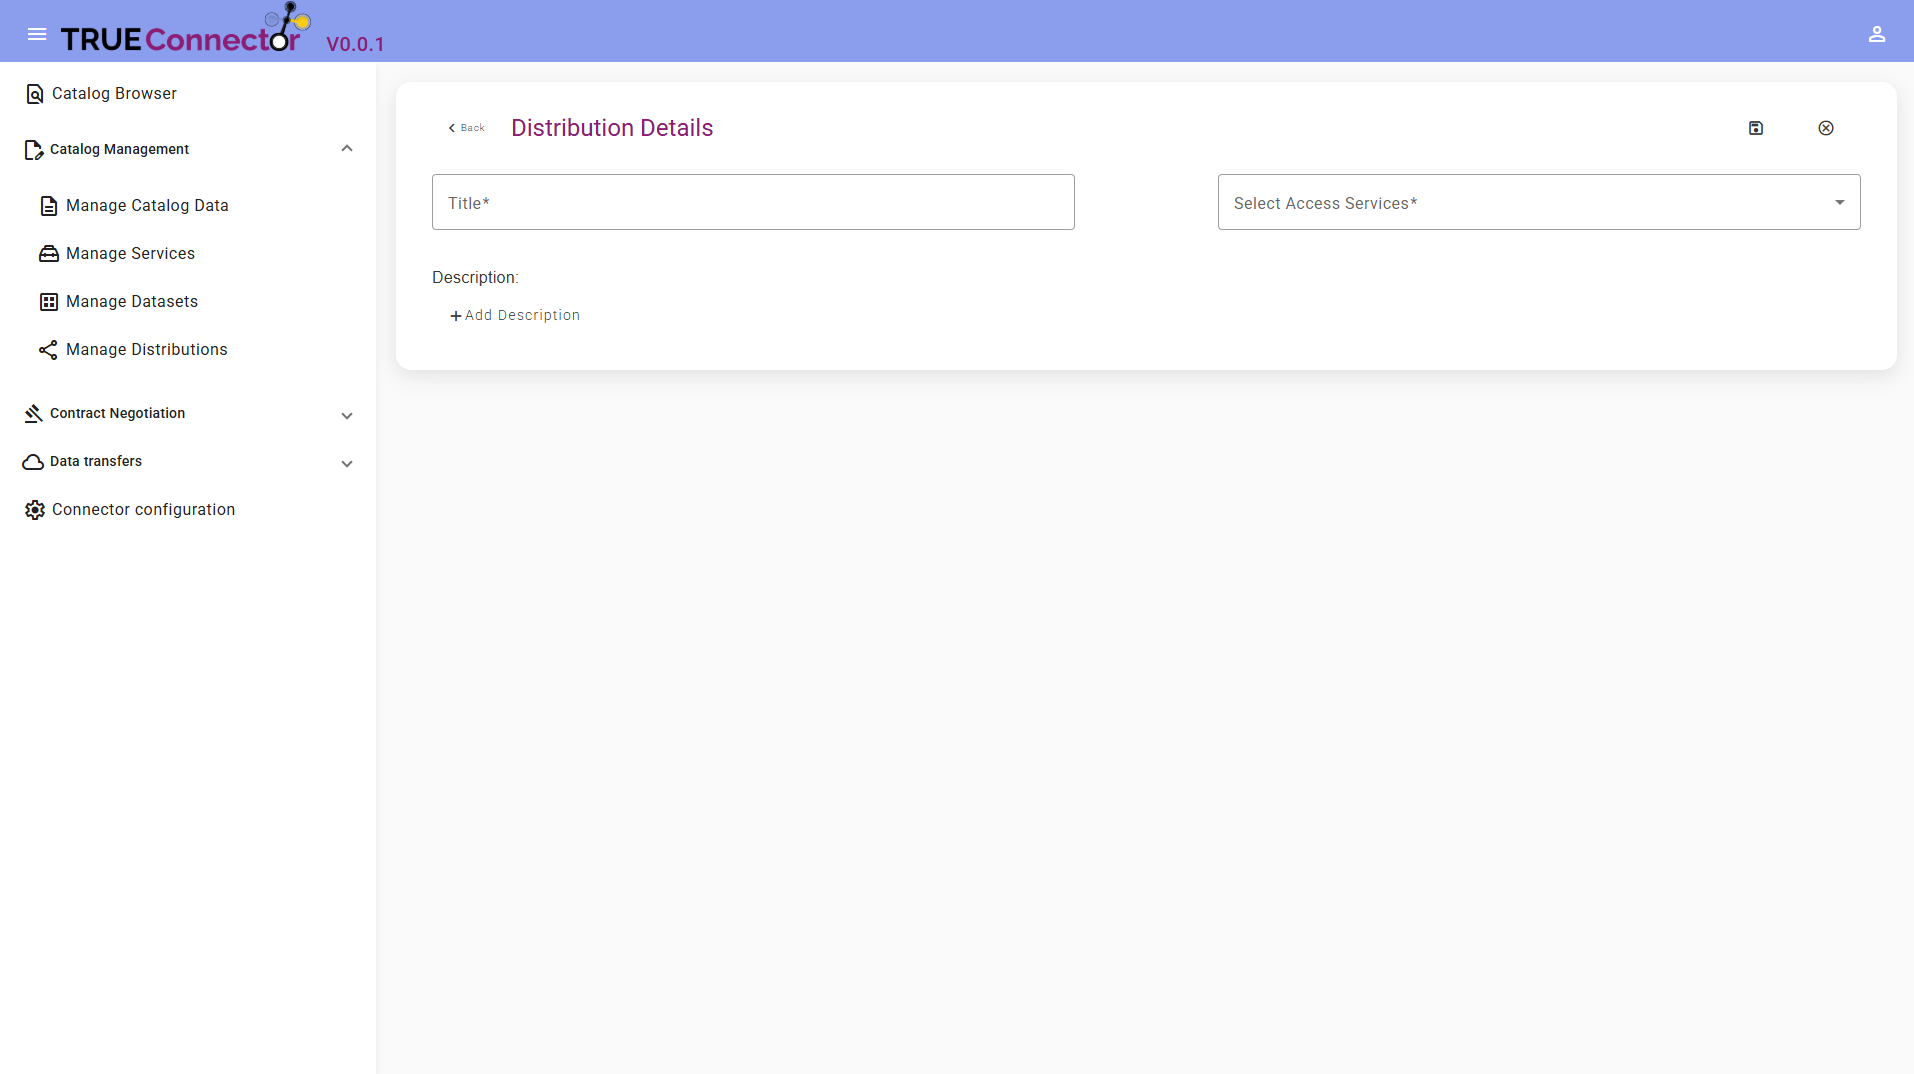 TRUEConnector V0.0.1
Catalog Browser
Catalog Management
Manage Catalog Data
Manage Services
Manage Datasets
Manage Distributions
Contract Negotiation
Data transfers
Connector configuration
Back
Distribution Details
Title*
Select Access Services*
Description:
Add Description